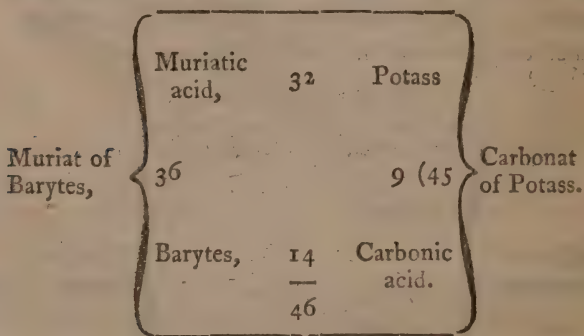 Muriatic
acid, 32 Potass
Muriat of
Barytes, 36 9 (45 Carbonat
of Potass.
Barytes, 14 Carbonic
acid.
46